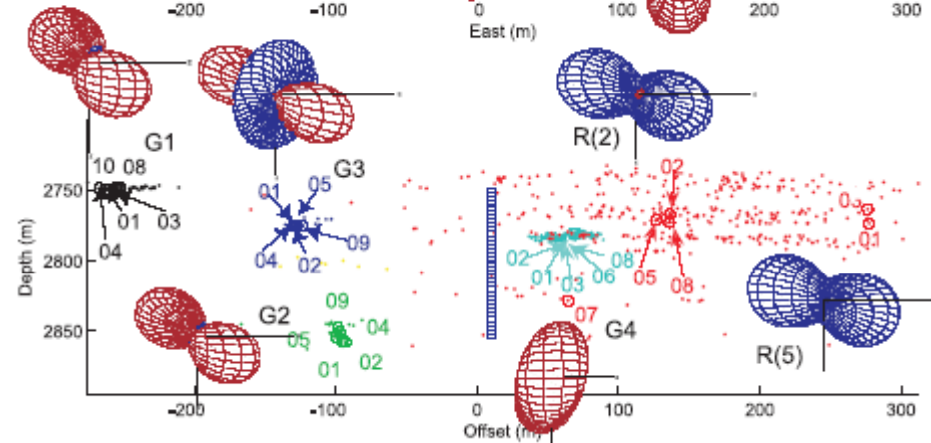 -200 -100 0 100 200 300
East (m)
G1
G3
R(2)
10 08
01 05
02
2750
01 03
04
04 02 09
02 01 03 06 08
05 08
01
Depth (m)
2800
09
04
05
01 02
07
G2
G4
R(5)
2850
-200 -100 0 100 200 300
Offset (m)